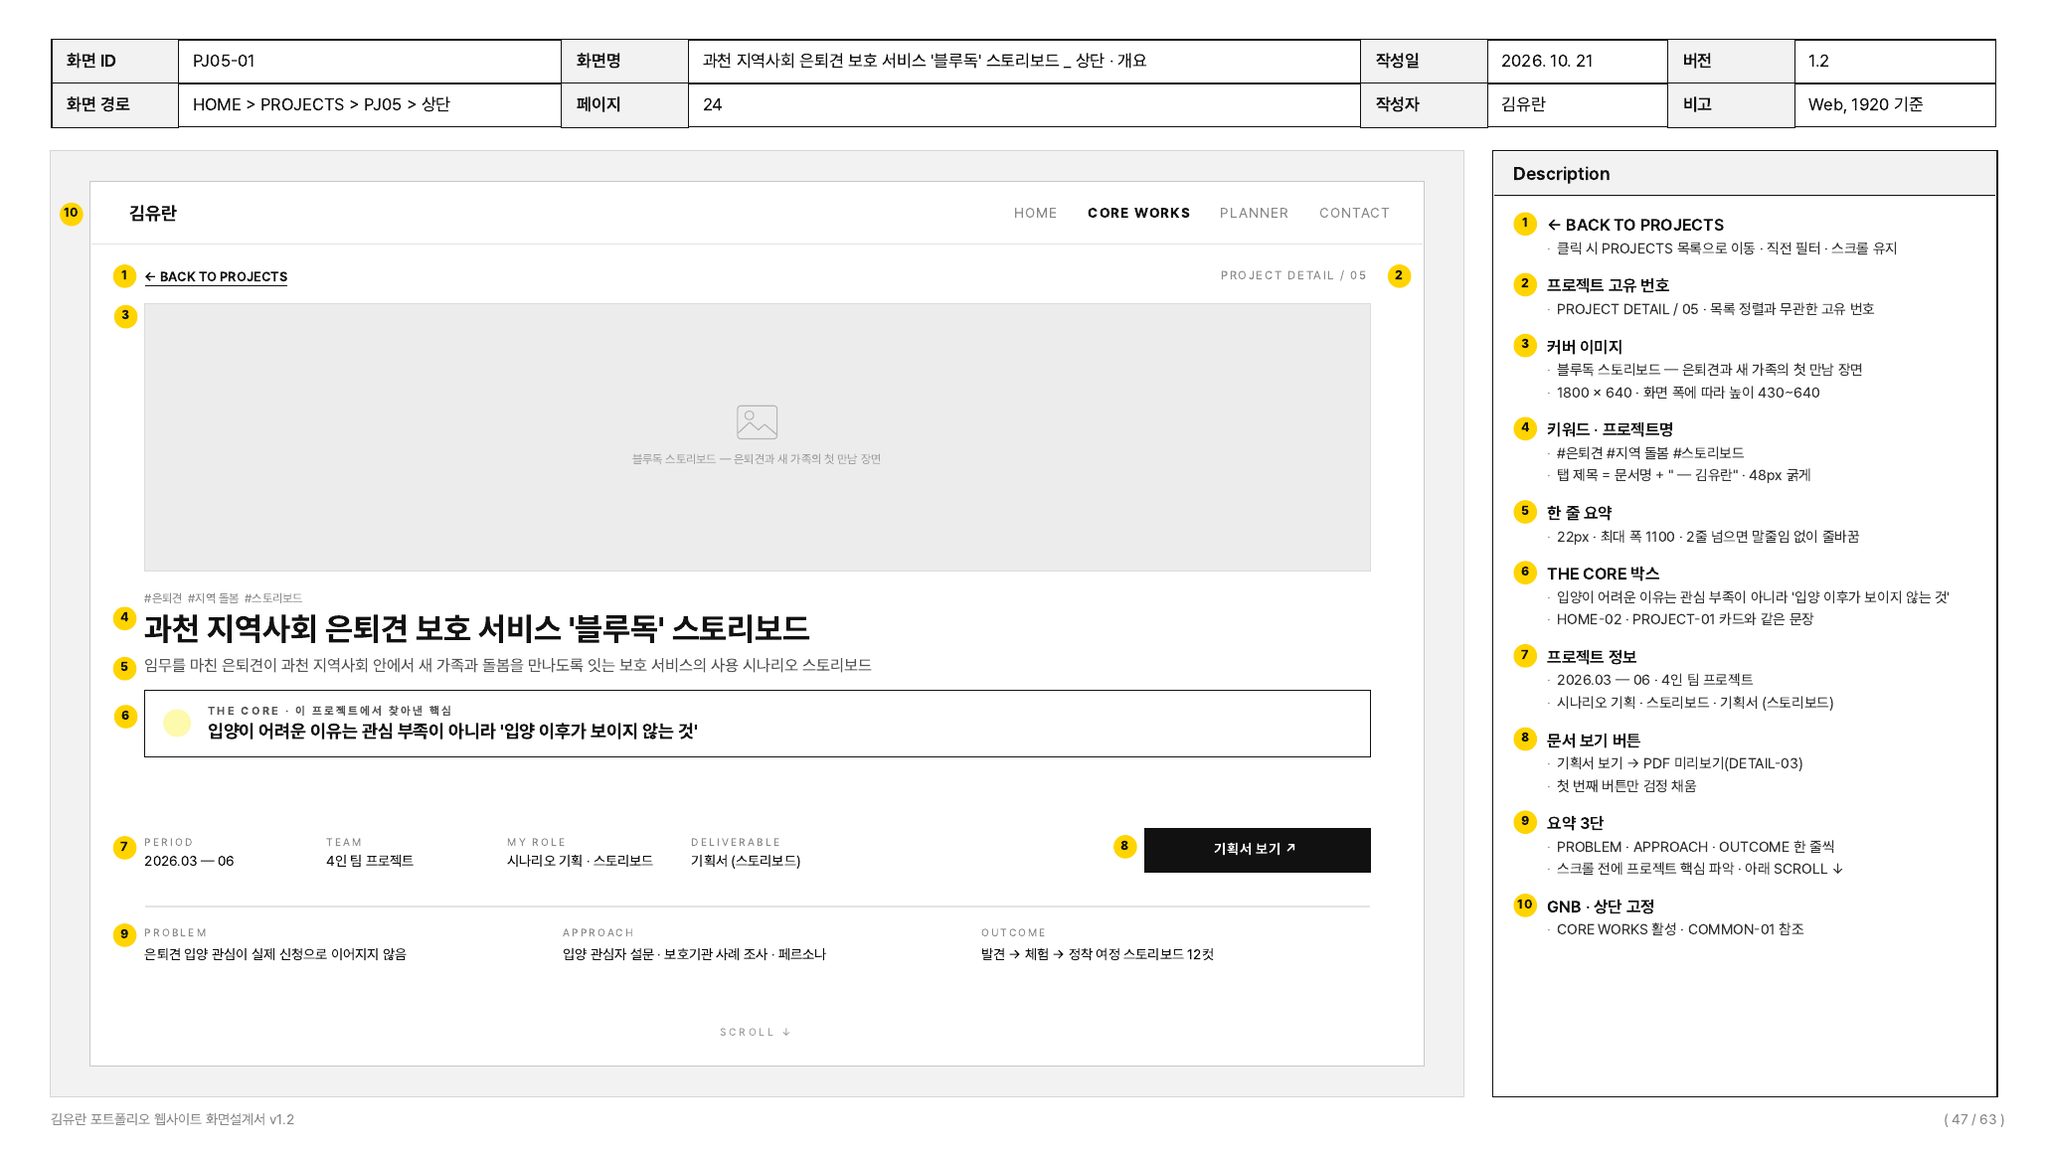 화면 ID PJ05-01 화면명 과천 지역사회 은퇴견 보호 서비스 '블루독' 스토리보드 _ 상단 · 개요 작성일 2026. 10. 21 버전 1.2
화면 경로 HOME > PROJECTS > PJ05 > 상단 페이지 24 작성자 김유란 비고 Web, 1920 기준
10 김유란 HOME CORE WORKS PLANNER CONTACT
1 ← BACK TO PROJECTS PROJECT DETAIL / 05 2
3
블루독 스토리보드 — 은퇴견과 새 가족의 첫 만남 장면
#은퇴견 #지역 돌봄 #스토리보드
4 과천 지역사회 은퇴견 보호 서비스 '블루독' 스토리보드
5 임무를 마친 은퇴견이 과천 지역사회 안에서 새 가족과 돌봄을 만나도록 잇는 보호 서비스의 사용 시나리오 스토리보드
6 THE CORE · 이 프로젝트에서 찾아낸 핵심
입양이 어려운 이유는 관심 부족이 아니라 '입양 이후가 보이지 않는 것'
7 PERIOD TEAM MY ROLE DELIVERABLE
2026.03 — 06 4인 팀 프로젝트 시나리오 기획 · 스토리보드 기획서 (스토리보드)
8 기획서 보기 ↗
9 PROBLEM APPROACH OUTCOME
은퇴견 입양 관심이 실제 신청으로 이어지지 않음 입양 관심자 설문 · 보호기관 사례 조사 · 페르소나 발견 → 체험 → 정착 여정 스토리보드 12컷
SCROLL ↓
Description
1 ← BACK TO PROJECTS
· 클릭 시 PROJECTS 목록으로 이동 · 직전 필터 · 스크롤 유지
2 프로젝트 고유 번호
· PROJECT DETAIL / 05 · 목록 정렬과 무관한 고유 번호
3 커버 이미지
· 블루독 스토리보드 — 은퇴견과 새 가족의 첫 만남 장면
· 1800 × 640 · 화면 폭에 따라 높이 430~640
4 키워드 · 프로젝트명
· #은퇴견 #지역 돌봄 #스토리보드
· 탭 제목 = 문서명 + " — 김유란" · 48px 굵게
5 한 줄 요약
· 22px · 최대 폭 1100 · 2줄 넘으면 말줄임 없이 줄바꿈
6 THE CORE 박스
· 입양이 어려운 이유는 관심 부족이 아니라 '입양 이후가 보이지 않는 것'
· HOME-02 · PROJECT-01 카드와 같은 문장
7 프로젝트 정보
· 2026.03 — 06 · 4인 팀 프로젝트
· 시나리오 기획 · 스토리보드 · 기획서 (스토리보드)
8 문서 보기 버튼
· 기획서 보기 → PDF 미리보기(DETAIL-03)
· 첫 번째 버튼만 검정 채움
9 요약 3단
· PROBLEM · APPROACH · OUTCOME 한 줄씩
· 스크롤 전에 프로젝트 핵심 파악 · 아래 SCROLL ↓
10 GNB · 상단 고정
· CORE WORKS 활성 · COMMON-01 참조
김유란 포트폴리오 웹사이트 화면설계서 v1.2
( 47 / 63 )